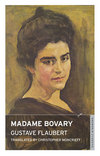 MADAME BOVARY
GUSTAVE FLAUBERT
TRANSLATED BY CHRISTOPHER MONCRIEFF